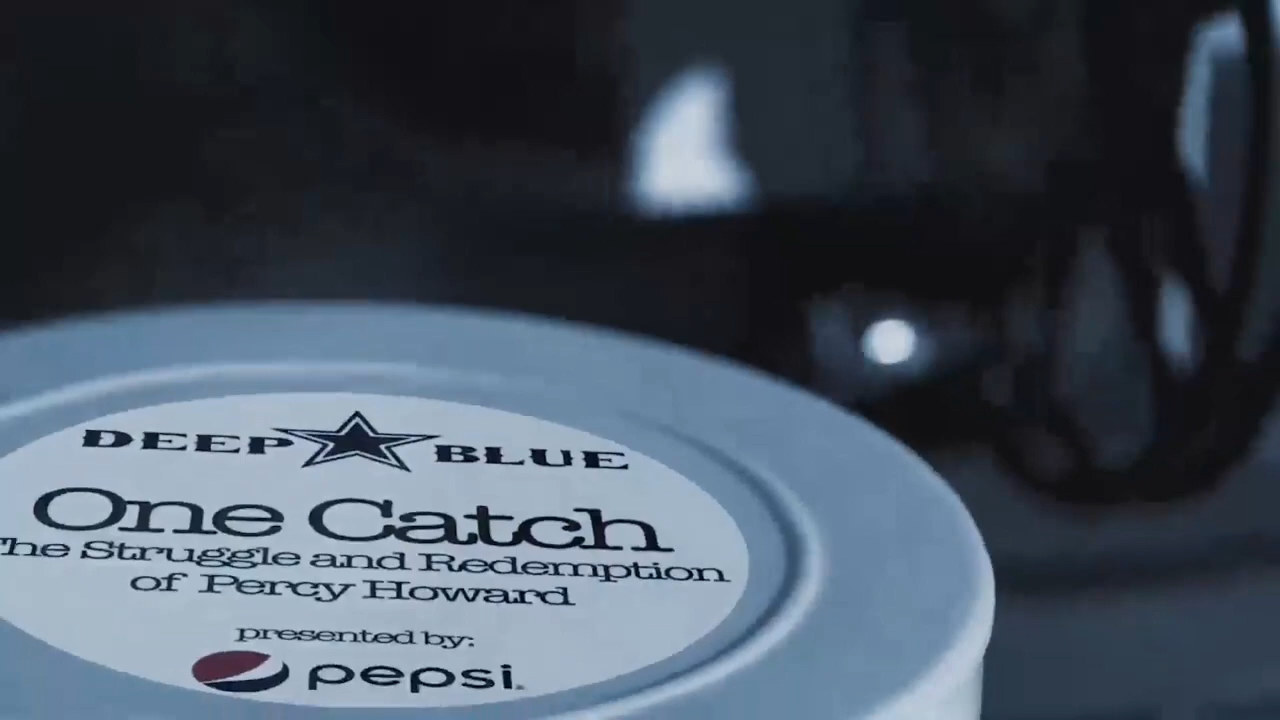 DEEP BLUE
One Catch
The Struggle and Redemption
of Percy Howard
presented by:
pepsi.